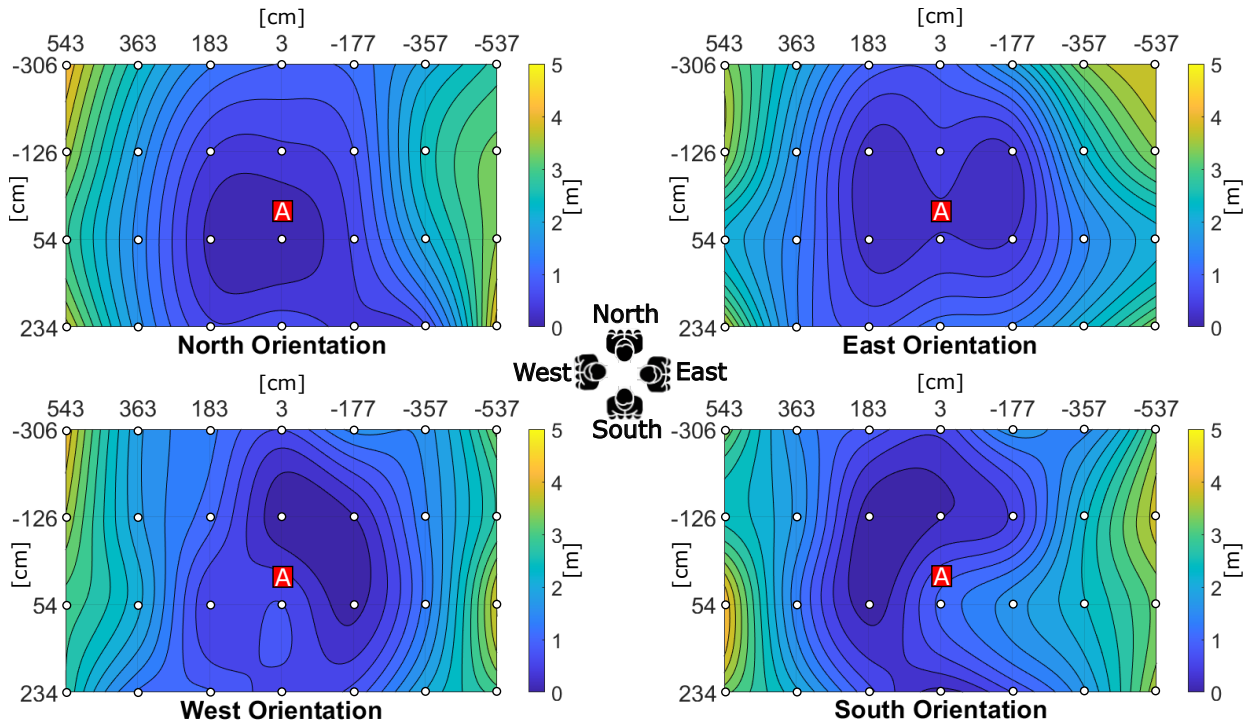 [cm] [cm]
543 363 183 3 -177 -357 -537 543 363 183 3 -177 -357 -537
-306 5 -306 5
4 4
-126 -126
[cm] 3 [m] [cm] 3 [m]
A A
2 2
54 54
1 1
234 0 234 0
North Orientation East Orientation
North
West East
South
[cm] [cm]
543 363 183 3 -177 -357 -537 543 363 183 3 -177 -357 -537
-306 5 -306 5
4 4
-126 -126
[cm] 3 [m] [cm] 3 [m]
A A
2 2
54 54
1 1
234 0 234 0
West Orientation South Orientation